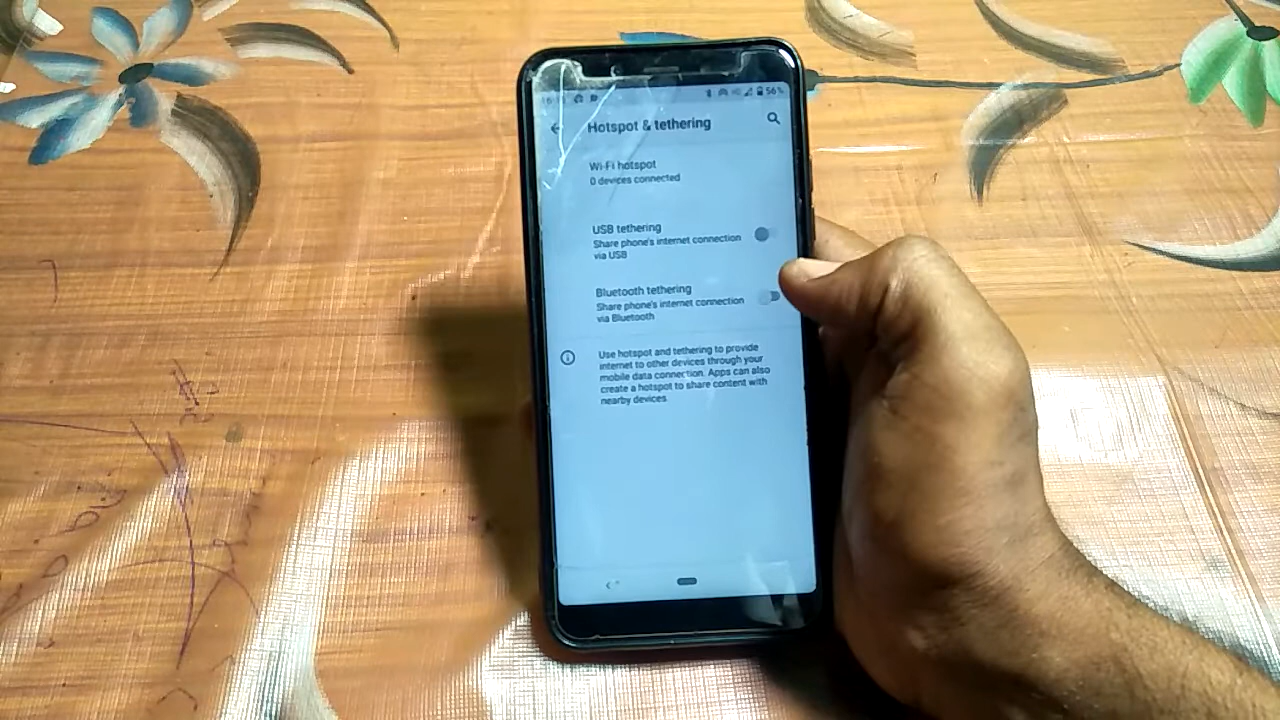 56%
Hotspot & tethering
Wi-Fi hotspot
0 devices connected
USB tethering
Share phone's internet connection
via USB
Bluetooth tethering
Share phone's internet connection
via Bluetooth
Use hotspot and tethering to provide
internet to other devices through your
mobile data connection. Apps can also
create a hotspot to share content with
nearby devices.